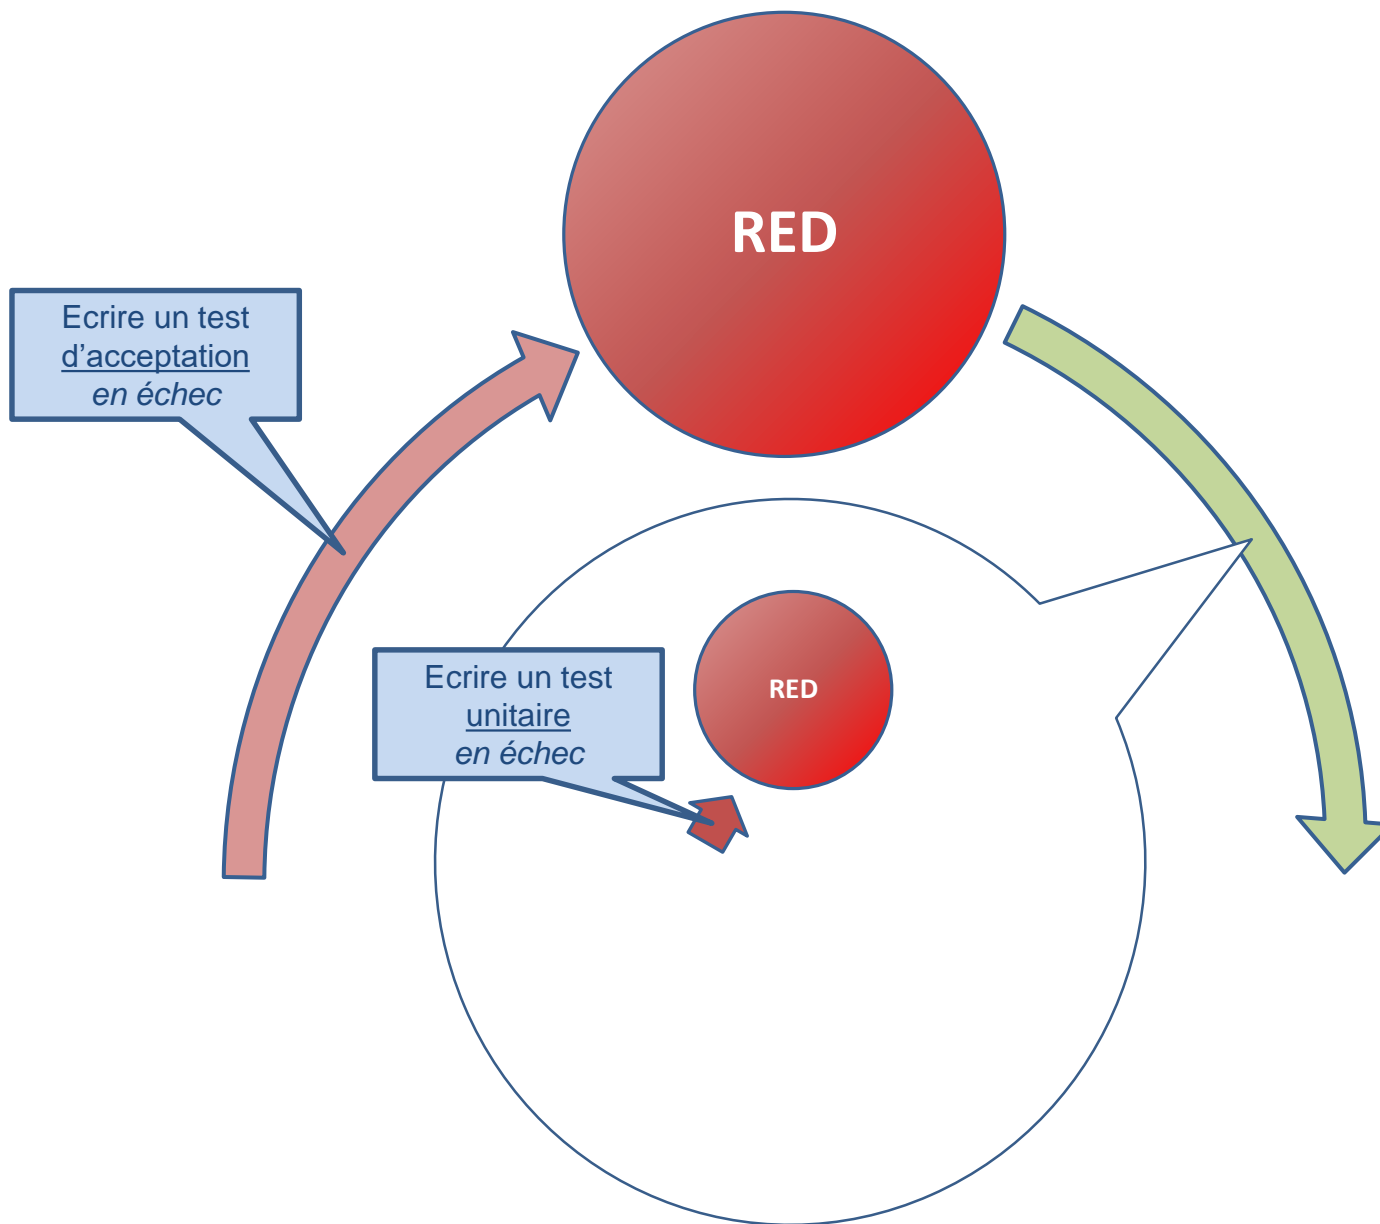 RED
Ecrire un test
d’acceptation
en échec
Ecrire un test
unitaire
en échec
RED